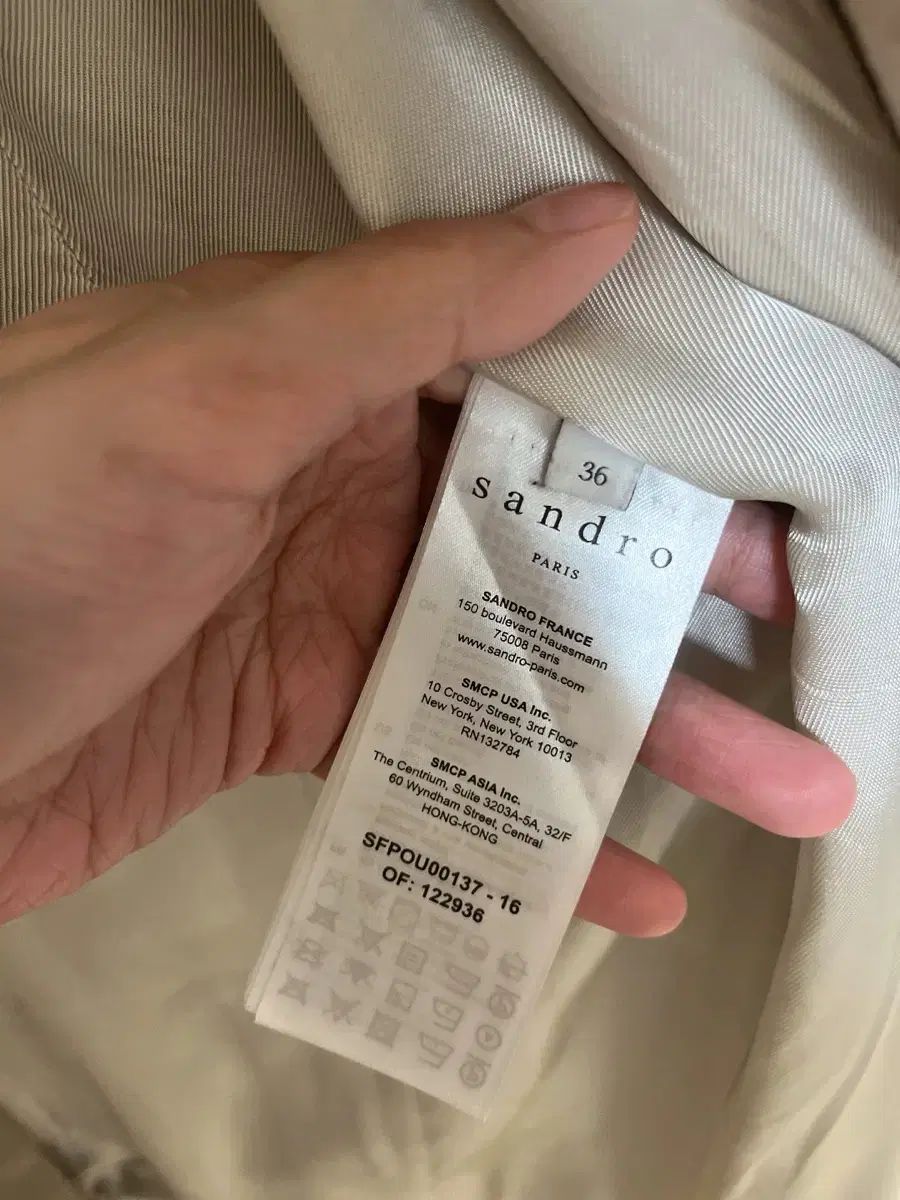 36
sandro
PARIS
SANDRO FRANCE
150 boulevard Haussmann
75008 Paris
www.sandro-paris.com
SMCP USA Inc.
10 Crosby Street, 3rd Floor
New York, New York 10013
RN132784
SMCP ASIA Inc.
The Centrium, Suite 3203A-5A, 32/F
60 Wyndham Street, Central
HONG-KONG
SFPOU00137 - 16
OF: 122936